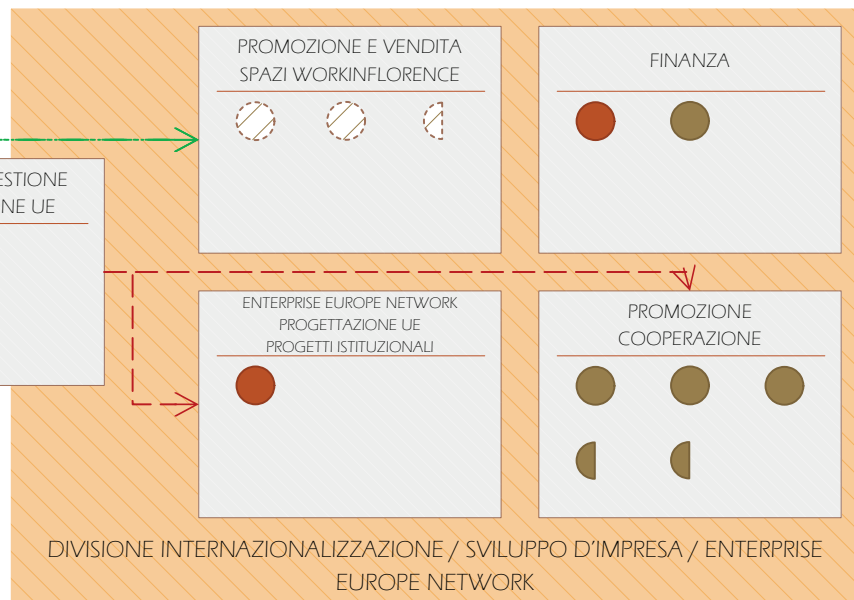 PROMOZIONE E VENDITA
SPAZI WORKINFLORENCE
FINANZA
NE UE
ENTERPRISE EUROPE NETWORK
PROGETTAZIONE UE
PROGETTI ISTITUZIONALI
PROMOZIONE
COOPERAZIONE
DIVISIONE INTERNAZIONALIZZAZIONE / SVILUPPO D'IMPRESA / ENTERPRISE
EUROPE NETWORK